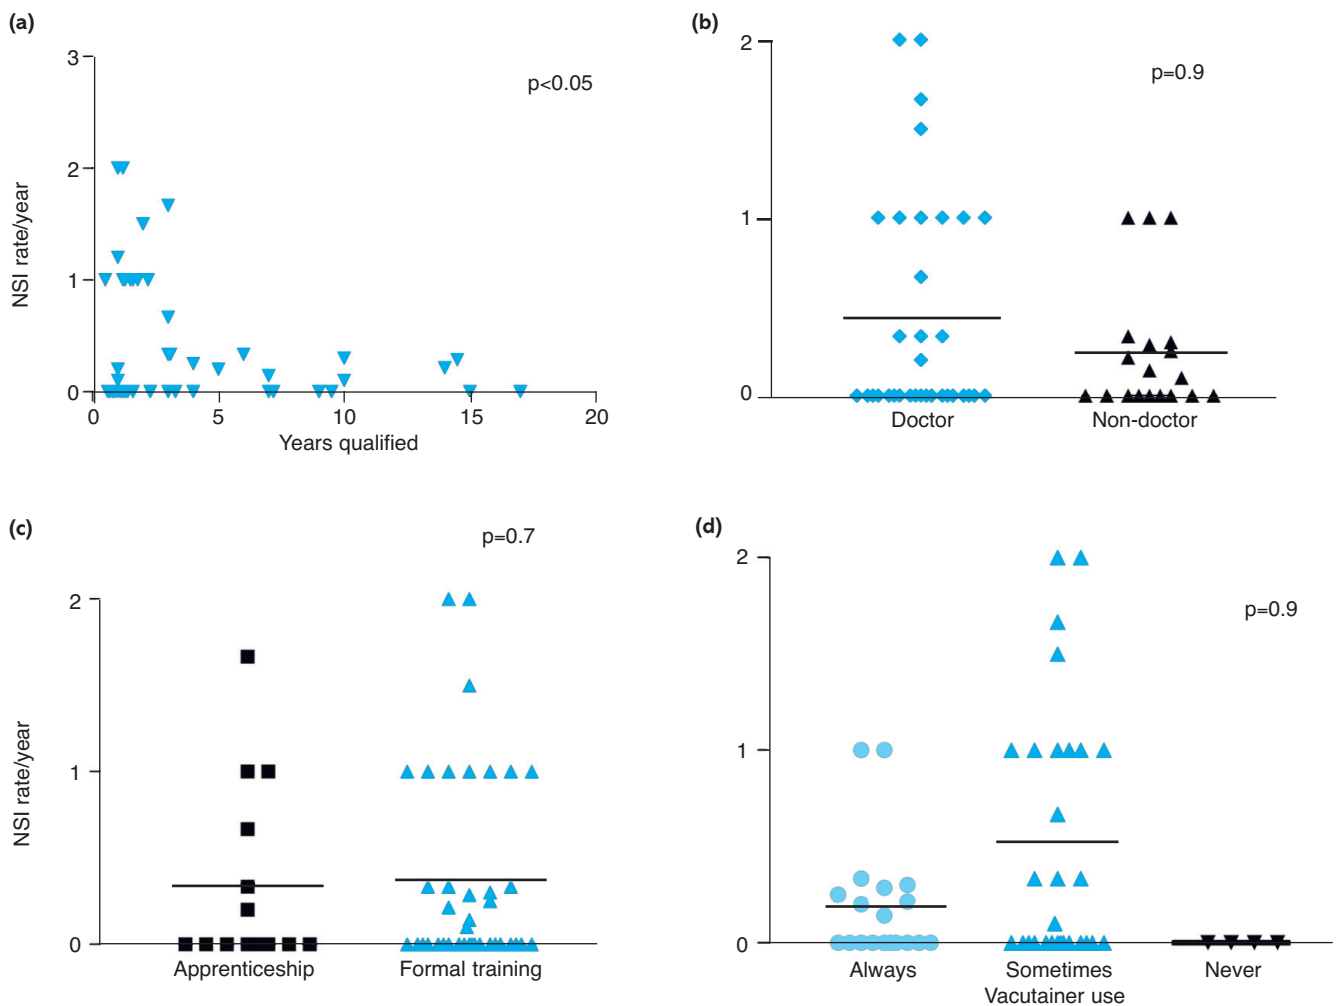 (a)
3
2
1
0
NSI rate/year
p<0.05
0 5 10 15 20
Years qualified
(b)
2
1
0
p=0.9
Doctor Non-doctor
(c)
2
1
0
NSI rate/year
p=0.7
Apprenticeship Formal training
(d)
2
1
0
p=0.9
Always Sometimes Never
Vacutainer use